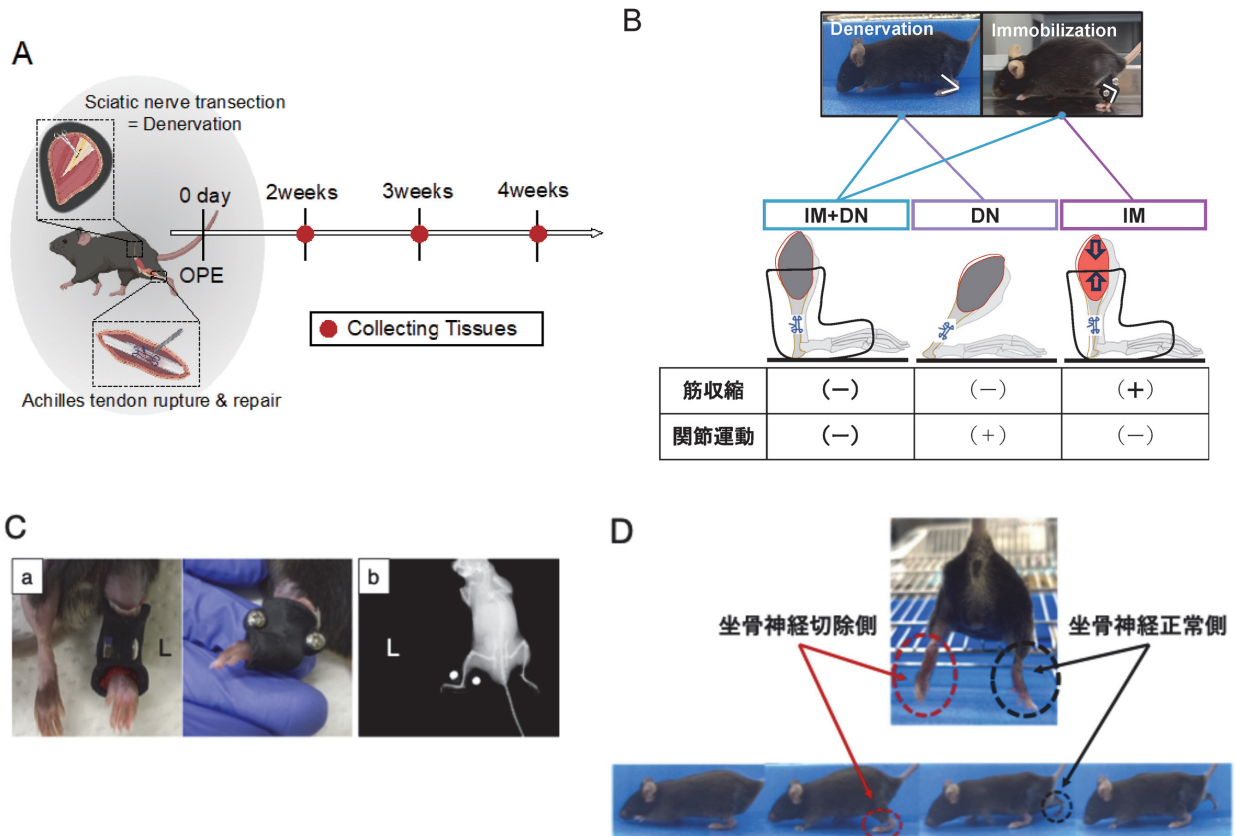 A
Sciatic nerve transection
= Denervation
0 day
2weeks
3weeks
4weeks
OPE
Collecting Tissues
Achilles tendon rupture & repair
B
Denervation
Immobilization
IM+DN
DN
IM
筋収縮
(−)
(−)
(+)
関節運動
(−)
(+)
(−)
C
a
L
b
L
D
坐骨神経切除側
坐骨神経正常側